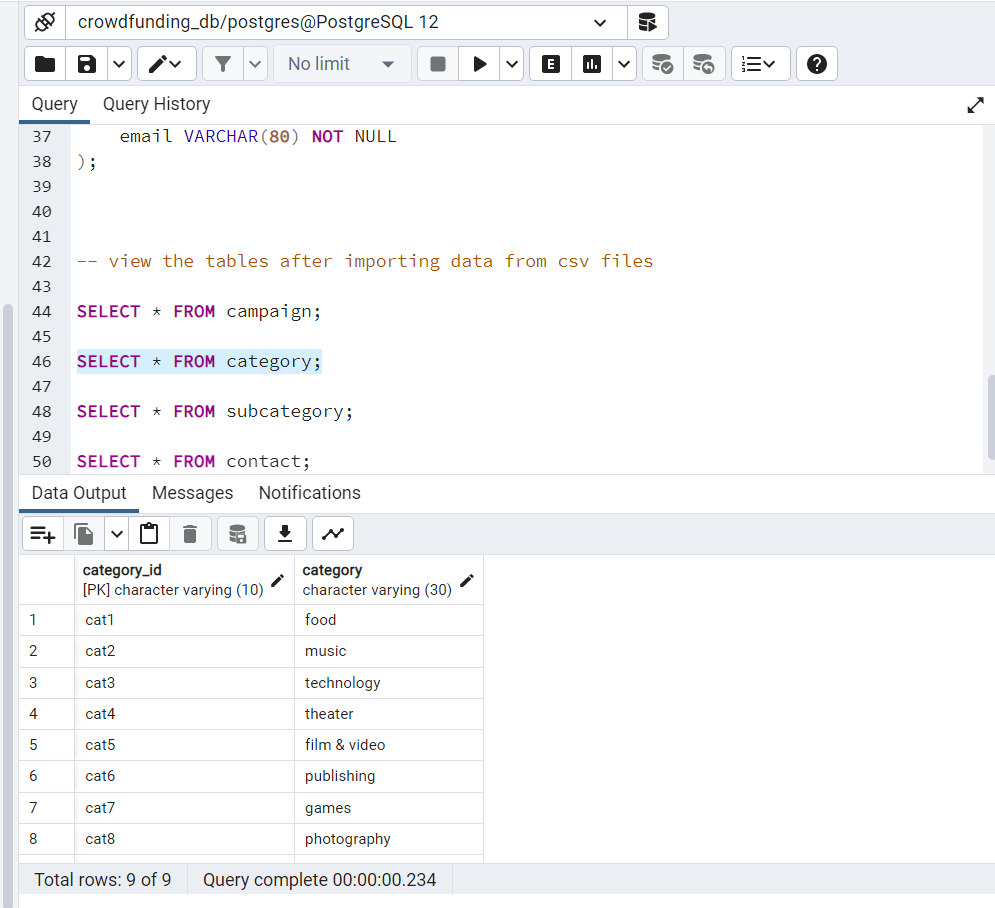 crowdfunding_db/postgres@PostgreSQL 12
No limit
E
Query Query History
37 email VARCHAR(80) NOT NULL
38 );
39
40
41
42 -- view the tables after importing data from csv files
43
44 SELECT * FROM campaign;
45
46 SELECT * FROM category;
47
48 SELECT * FROM subcategory;
49
50 SELECT * FROM contact;
Data Output Messages Notifications
category_id category
[PK] character varying (10) character varying (30)
1 cat1 food
2 cat2 music
3 cat3 technology
4 cat4 theater
5 cat5 film & video
6 cat6 publishing
7 cat7 games
8 cat8 photography
Total rows: 9 of 9 Query complete 00:00:00.234